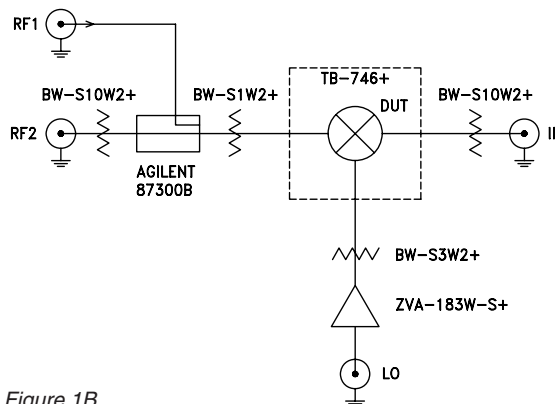 RF1
TB-746+
BW-S10W2+
BW-S1W2+
BW-S10W2+
DUT
RF2
II
AGILENT
87300B
BW-S3W2+
ZVA-183W-S+
LO
Figure 1B